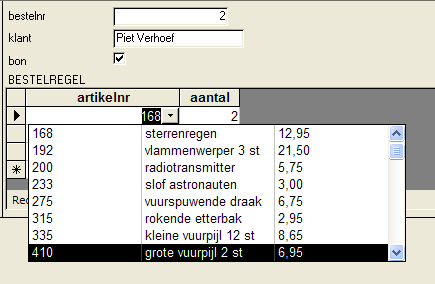 bestelnr 2
klant Piet Verhoef
bon
BESTELREGEL
artikelnr aantal
168 2
168 sterrenregen 12,95
192 vlammenwerper 3 st 21,50
200 radiotransmitter 5,75
233 slof astronauten 3,00
275 vuurspuwende draak 6,75
315 rokende etterbak 2,95
335 kleine vuurpijl 12 st 8,65
410 grote vuurpijl 2 st 6,95
Rec